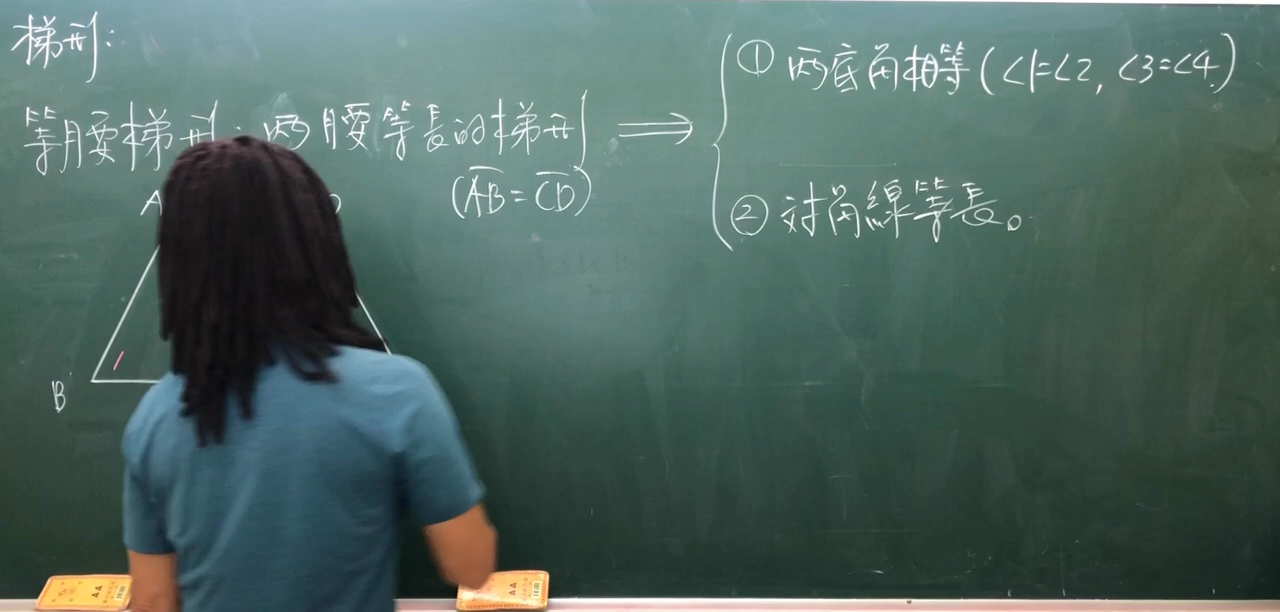 梯形:
等腰梯形:兩腰等長的梯形 ⟹
(AB̅ = CD̅)
① 兩底角相等(∠1=∠2, ∠3=∠4)
② 對角線等長。
A
B
1